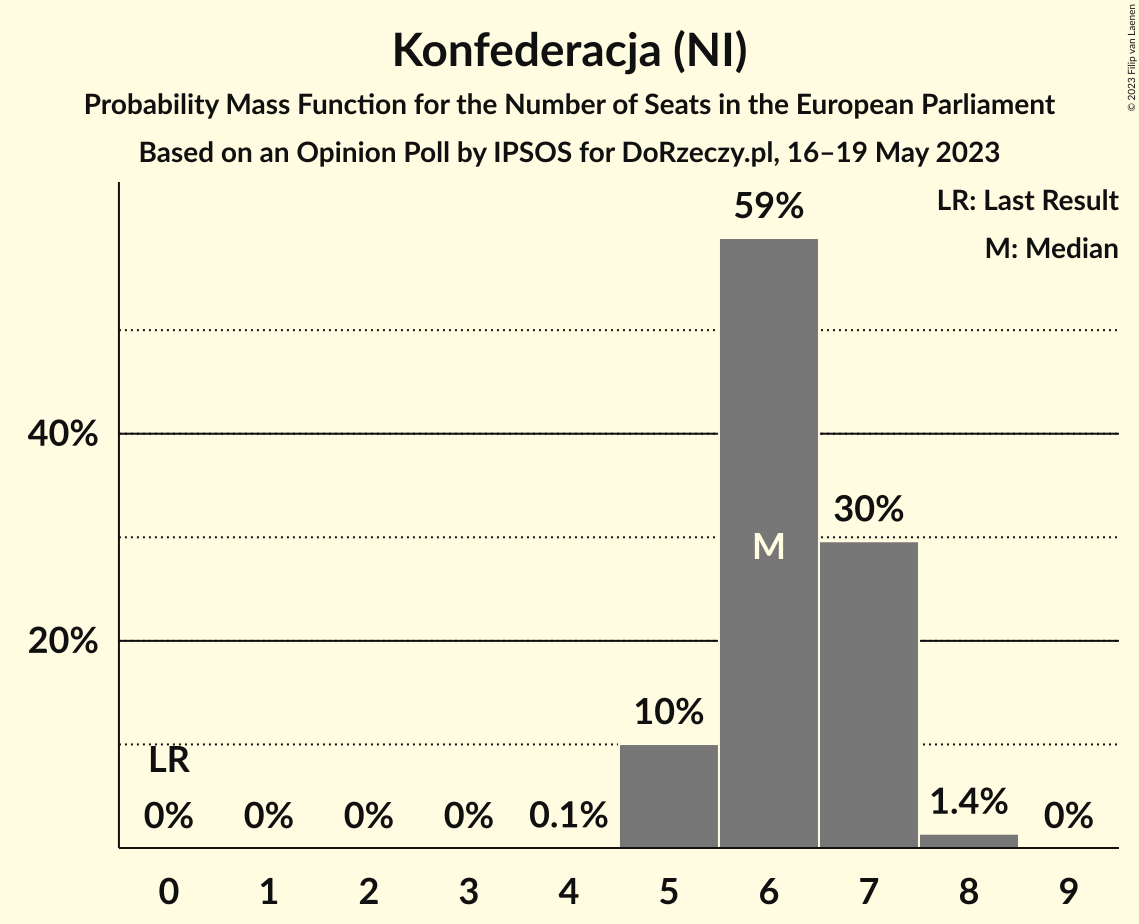 Konfederacja (NI)
Probability Mass Function for the Number of Seats in the European Parliament
Based on an Opinion Poll by IPSOS for DoRzeczy.pl, 16–19 May 2023
© 2023 Filip van Laenen
LR: Last Result
M: Median
59%
40%
M
30%
20%
10%
LR
0% 0% 0% 0% 0.1% 1.4% 0%
0 1 2 3 4 5 6 7 8 9